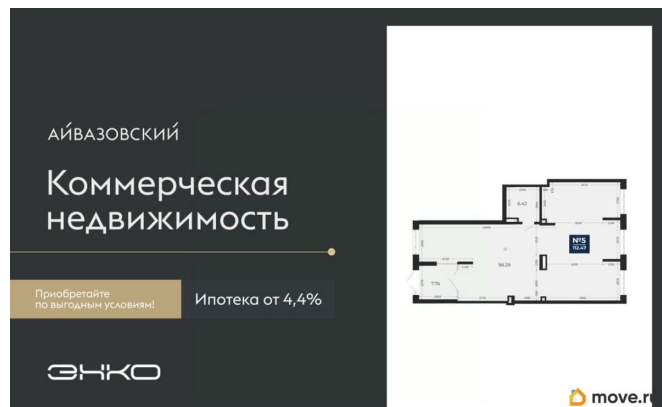 АЙВАЗОВСКИЙ
Коммерческая
недвижимость
Приобретайте
по выгодным условиям!
Ипотека от 4,4%
ЭНКО
6.42
№5
112.47
98.29
7.76
move.ru